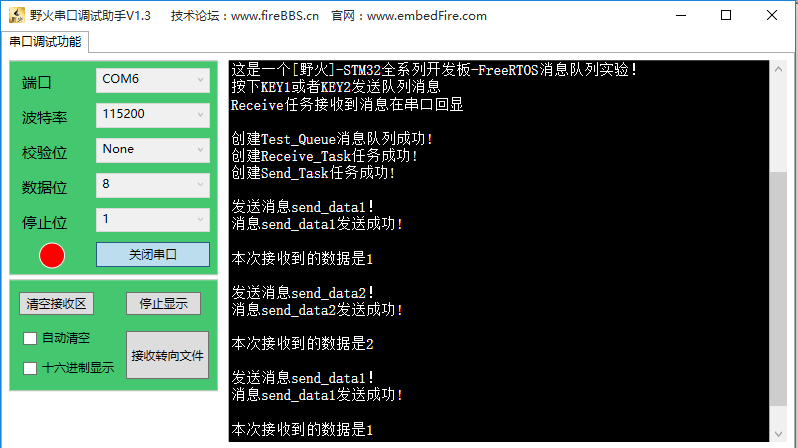 野火串口调试助手V1.3 技术论坛：www.fireBBS.cn 官网：www.embedFire.com
串口调试功能
端口 COM6
波特率 115200
校验位 None
数据位 8
停止位 1
关闭串口
清空接收区 停止显示
自动清空
十六进制显示
接收转向文件
这是一个[野火]-STM32全系列开发板-FreeRTOS消息队列实验！
按下KEY1或者KEY2发送队列消息
Receive任务接收到消息在串口回显
创建Test_Queue消息队列成功！
创建Receive_Task任务成功！
创建Send_Task任务成功！
发送消息send_data1！
消息send_data1发送成功！
本次接收到的数据是1
发送消息send_data2！
消息send_data2发送成功！
本次接收到的数据是2
发送消息send_data1！
消息send_data1发送成功！
本次接收到的数据是1